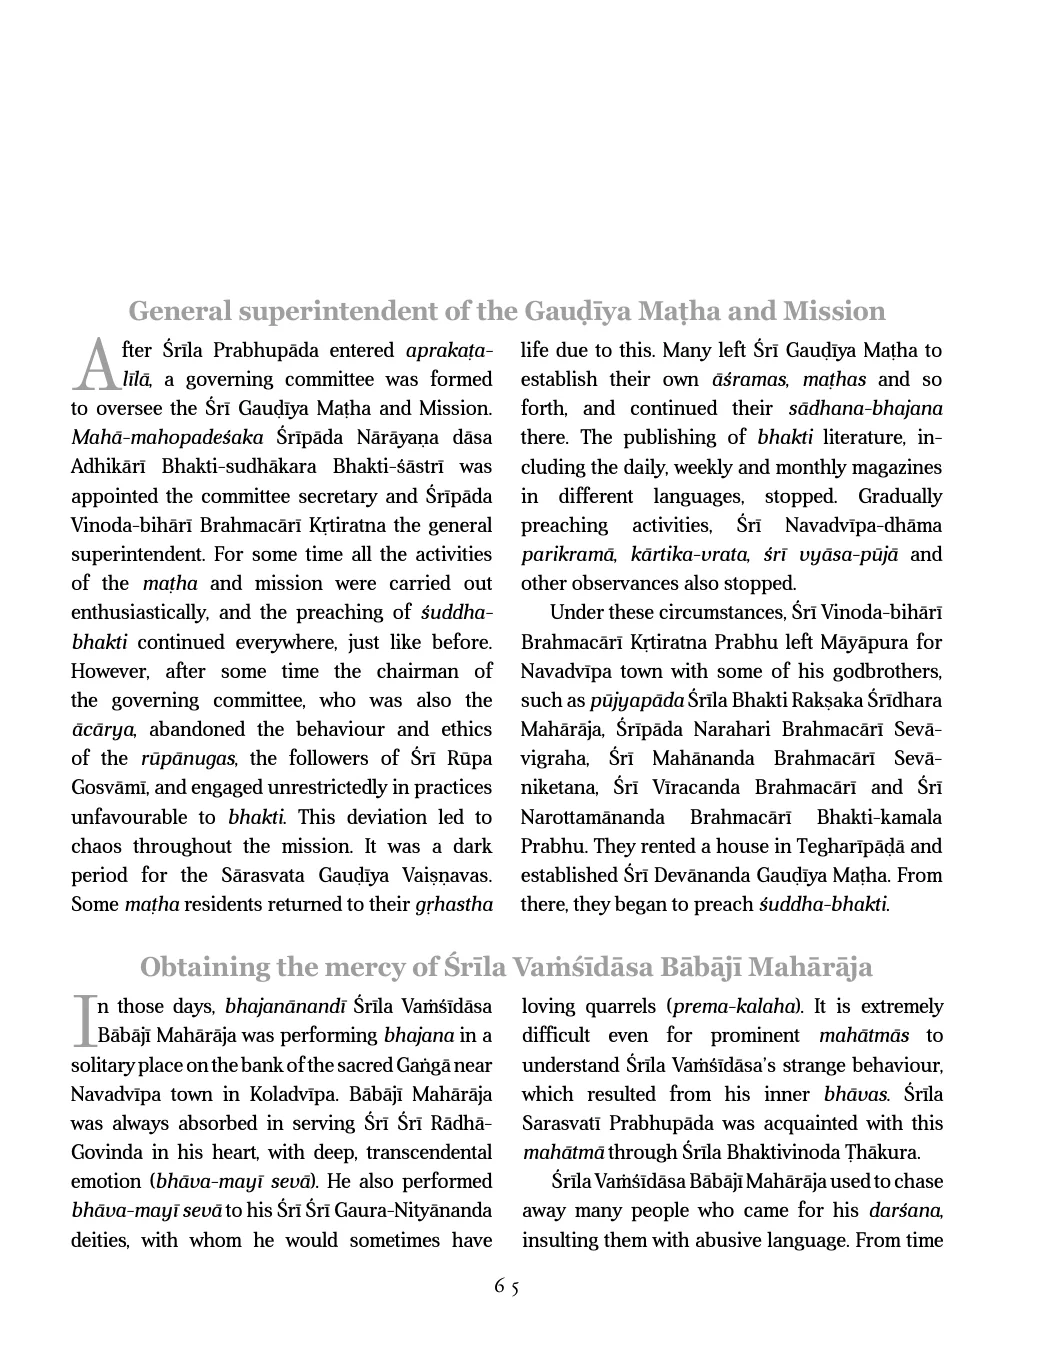 General superintendent of the Gauḍīya Maṭha and Mission
After Śrīla Prabhupāda entered aprakaṭa-
līlā, a governing committee was formed
to oversee the Śrī Gauḍīya Maṭha and Mission.
Mahā-mahopadeśaka Śrīpāda Nārāyaṇa dāsa
Adhikārī Bhakti-sudhākara Bhakti-śāstrī was
appointed the committee secretary and Śrīpāda
Vinoda-bihārī Brahmacārī Kṛtiratna the general
superintendent. For some time all the activities
of the maṭha and mission were carried out
enthusiastically, and the preaching of śuddha-
bhakti continued everywhere, just like before.
However, after some time the chairman of
the governing committee, who was also the
ācārya, abandoned the behaviour and ethics
of the rūpānugas, the followers of Śrī Rūpa
Gosvāmī, and engaged unrestrictedly in practices
unfavourable to bhakti. This deviation led to
chaos throughout the mission. It was a dark
period for the Sārasvata Gauḍīya Vaiṣṇavas.
Some maṭha residents returned to their gṛhastha
life due to this. Many left Śrī Gauḍīya Maṭha to
establish their own āśramas, maṭhas and so
forth, and continued their sādhana-bhajana
there. The publishing of bhakti literature, in-
cluding the daily, weekly and monthly magazines
in different languages, stopped. Gradually
preaching activities, Śrī Navadvīpa-dhāma
parikramā, kārtika-vrata, śrī vyāsa-pūjā and
other observances also stopped.
Under these circumstances, Śrī Vinoda-bihārī
Brahmacārī Kṛtiratna Prabhu left Māyāpura for
Navadvīpa town with some of his godbrothers,
such as pūjyapāda Śrīla Bhakti Rakṣaka Śrīdhara
Mahārāja, Śrīpāda Narahari Brahmacārī Sevā-
vigraha, Śrī Mahānanda Brahmacārī Sevā-
niketana, Śrī Vīracanda Brahmacārī and Śrī
Narottamānanda Brahmacārī Bhakti-kamala
Prabhu. They rented a house in Tegharīpāḍā and
established Śrī Devānanda Gauḍīya Maṭha. From
there, they began to preach śuddha-bhakti.
Obtaining the mercy of Śrīla Vaṁśīdāsa Bābājī Mahārāja
In those days, bhajanānandī Śrīla Vaṁśīdāsa
Bābājī Mahārāja was performing bhajana in a
solitary place on the bank of the sacred Gaṅgā near
Navadvīpa town in Koladvīpa. Bābājī Mahārāja
was always absorbed in serving Śrī Śrī Rādhā-
Govinda in his heart, with deep, transcendental
emotion (bhāva-mayī sevā). He also performed
bhāva-mayī sevā to his Śrī Śrī Gaura-Nityānanda
deities, with whom he would sometimes have
loving quarrels (prema-kalaha). It is extremely
difficult even for prominent mahātmās to
understand Śrīla Vaṁśīdāsa's strange behaviour,
which resulted from his inner bhāvas. Śrīla
Sarasvatī Prabhupāda was acquainted with this
mahātmā through Śrīla Bhaktivinoda Ṭhākura.
Śrīla Vaṁśīdāsa Bābājī Mahārāja used to chase
away many people who came for his darśana,
insulting them with abusive language. From time
65